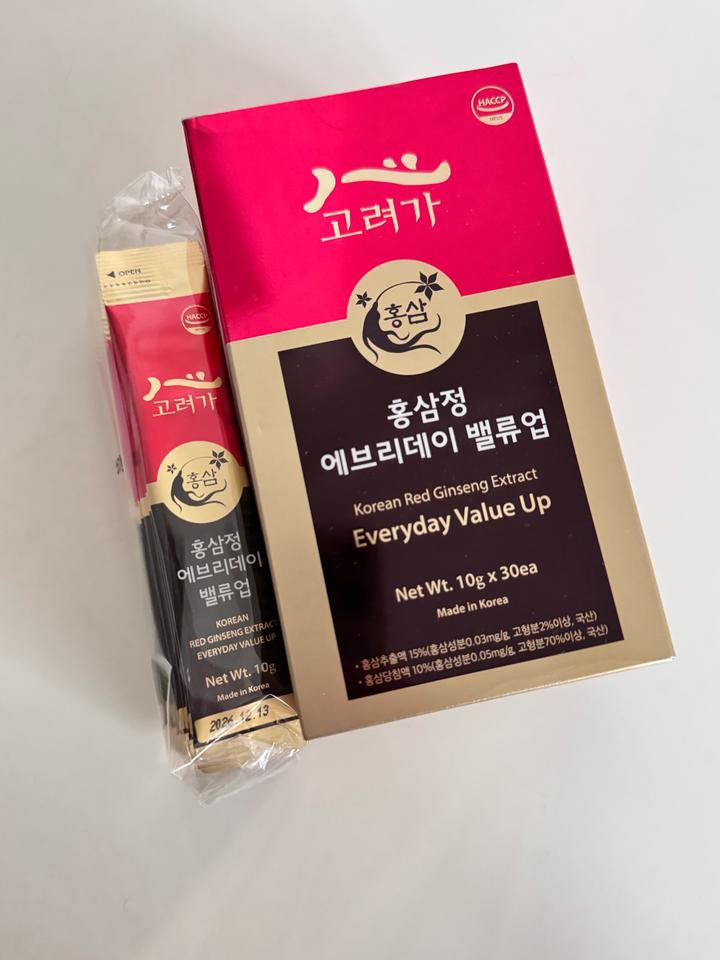 HACCP
고려가
홍삼
홍삼정
에브리데이 밸류업
Korean Red Ginseng Extract
Everyday Value Up
Net Wt. 10g x 30ea
Made in Korea
• 홍삼추출액 15%(홍삼성분0.03mg/g, 고형분2%이상, 국산)
• 홍삼당침액 10%(홍삼성분0.05mg/g, 고형분70%이상, 국산)
◀ OPEN
HACCP
고려가
홍삼
홍삼정
에브리데이
밸류업
KOREAN
RED GINSENG EXTRACT
EVERYDAY VALUE UP
Net Wt. 10g
Made in Korea
2026.12.13